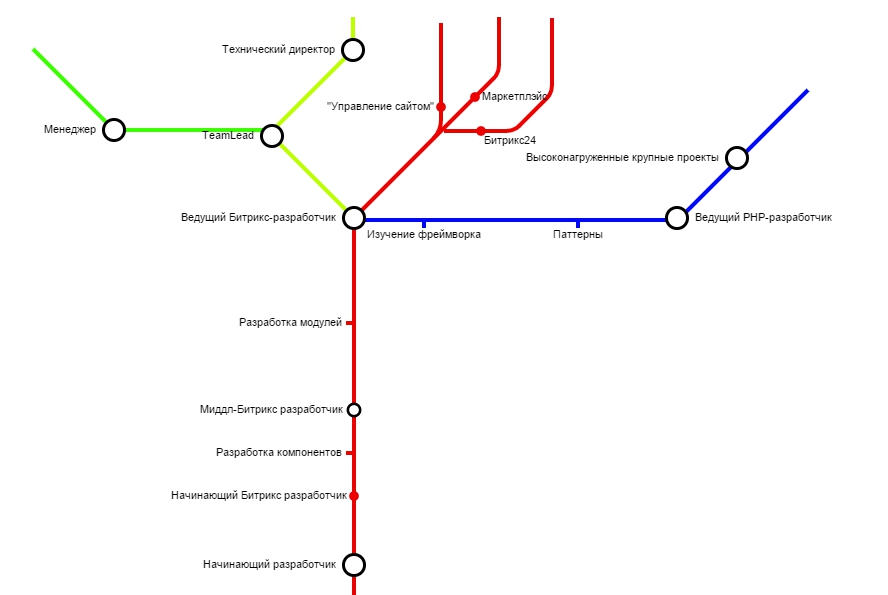 Технический директор
Маркетплэйс
"Управление сайтом"
Менеджер
TeamLead
Битрикс24
Высоконагруженные крупные проекты
Ведущий Битрикс-разработчик
Ведущий PHP-разработчик
Изучение фреймворка
Паттерны
Разработка модулей
Миддл-Битрикс разработчик
Разработка компонентов
Начинающий Битрикс разработчик
Начинающий разработчик